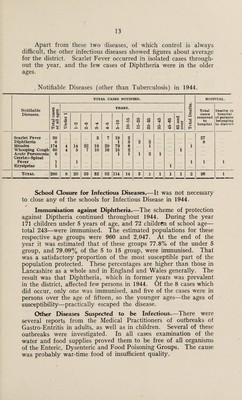 13
Apart from these two diseases, of which control is always
difficult, the other infectious diseases showed figures about average
for the district. Scarlet Fever occurred in isolated cases through-
out the year, and the few cases of Diphtheria were in the older
ages.
Notifiable Diseases (other than Tuberculosis) in 1944.
TOTAL CASES NOTIFIED.
HOSPITAL.
Notifiable Diseases.
YEARS.
Total Deaths.
Scarlet Fever
Diphtheria
Measles
Whooping Cough
Acute Pneumonia
Cerebro-Spinal
Fever
Erysipelas
Total
School Closure for Infectious Diseases.—It was not necessary
to close any of the schools for Infectious Disease in 1944.
Immunisation against Diphtheria.—The scheme of protection
against Diptheria continued throughout 1944. During the year
171 children under 5 years of age, and 72 children of school age—
total 243—were immunised. The estimated populations for these
respective age groups were 960 and 2,047. At the end of the
year it was estimated that of these groups 77.8% of the under 5
group, and 79.09% of the 5 to 15 group, were immunised. That
was a satisfactory proportion of the most susceptible part of the
population protected. These percentages are higher than those in
Lancashire as a whole and in England and Wales generally. The
result was that Diphtheria, which in former years was prevalent
in the district, affected few persons in 1944. Of the 8 cases which
did occur, only one was immunised, and five of the cases were in
persons over the age of fifteen, so the younger ages—the ages of
susceptibility—practically escaped the disease.
Other Diseases Suspected to be Infectious.—There were
several reports from the Medical Practitioners of outbreaks of
Gastro-Entritis in adults, as well as in children. Several of these
outbreaks were investigated. In all cases examination of the
water and food supplies proved them to be free of all organisms
of the Enteric, Dysenteric and Food Poisoning Groups. The cause
was probably war-time food of insufficient quality.